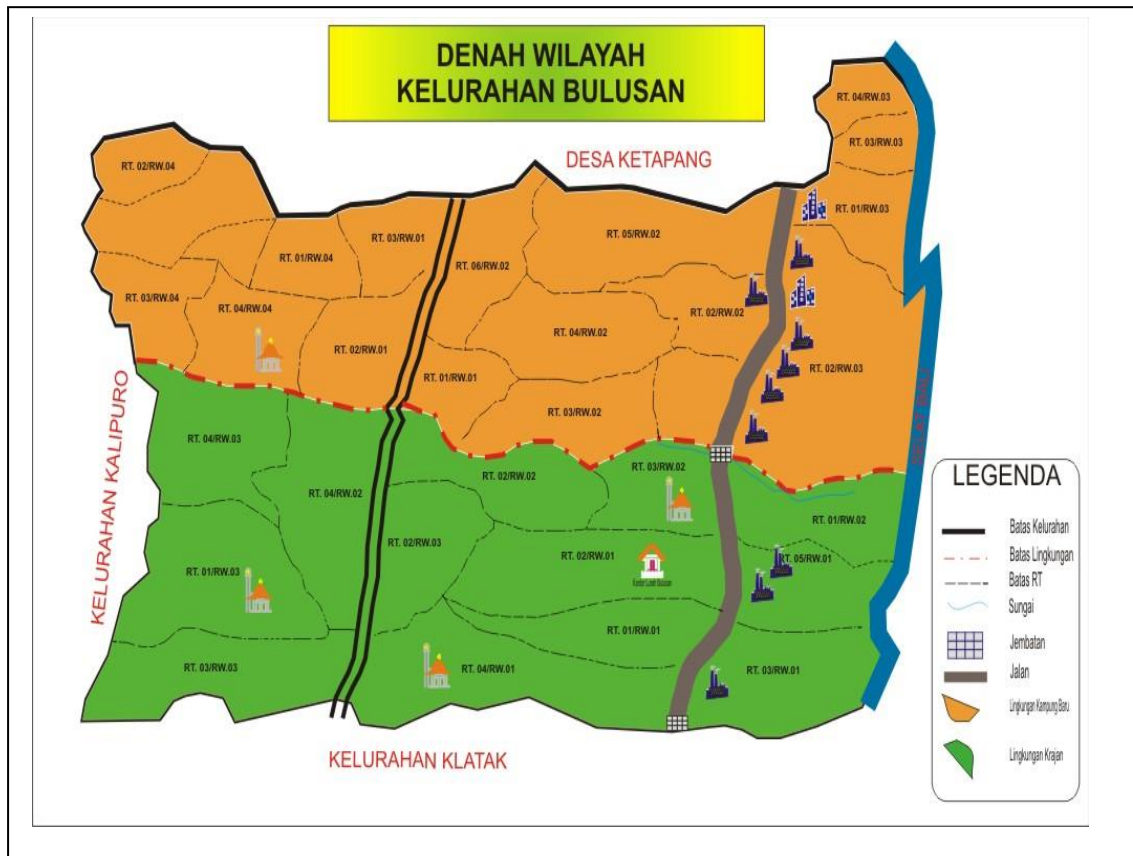 DENAH WILAYAH
KELURAHAN BULUSAN
DESA KETAPANG
RT. 04/RW.03
RT. 03/RW.03
RT. 01/RW.03
RT. 02/RW.04
RT. 03/RW.01
RT. 05/RW.02
RT. 01/RW.04
RT. 06/RW.02
RT. 03/RW.04
RT. 04/RW.04
RT. 02/RW.02
RT. 04/RW.02
RT. 02/RW.01
RT. 01/RW.01
RT. 02/RW.03
RT. 03/RW.02
KELURAHAN KALIPURO
RT. 04/RW.03
RT. 02/RW.02
RT. 03/RW.02
RT. 04/RW.02
RT. 01/RW.02
RT. 02/RW.03
RT. 02/RW.01
RT. 05/RW.01
RT. 01/RW.03
Kantor Lurah Bulusan
RT. 01/RW.01
RT. 03/RW.03
RT. 04/RW.01
RT. 03/RW.01
KELURAHAN KLATAK
LEGENDA
Batas Kelurahan
Batas Lingkungan
Batas RT
Sungai
Jembatan
Jalan
Lingkungan Kampung Baru
Lingkungan Krajan